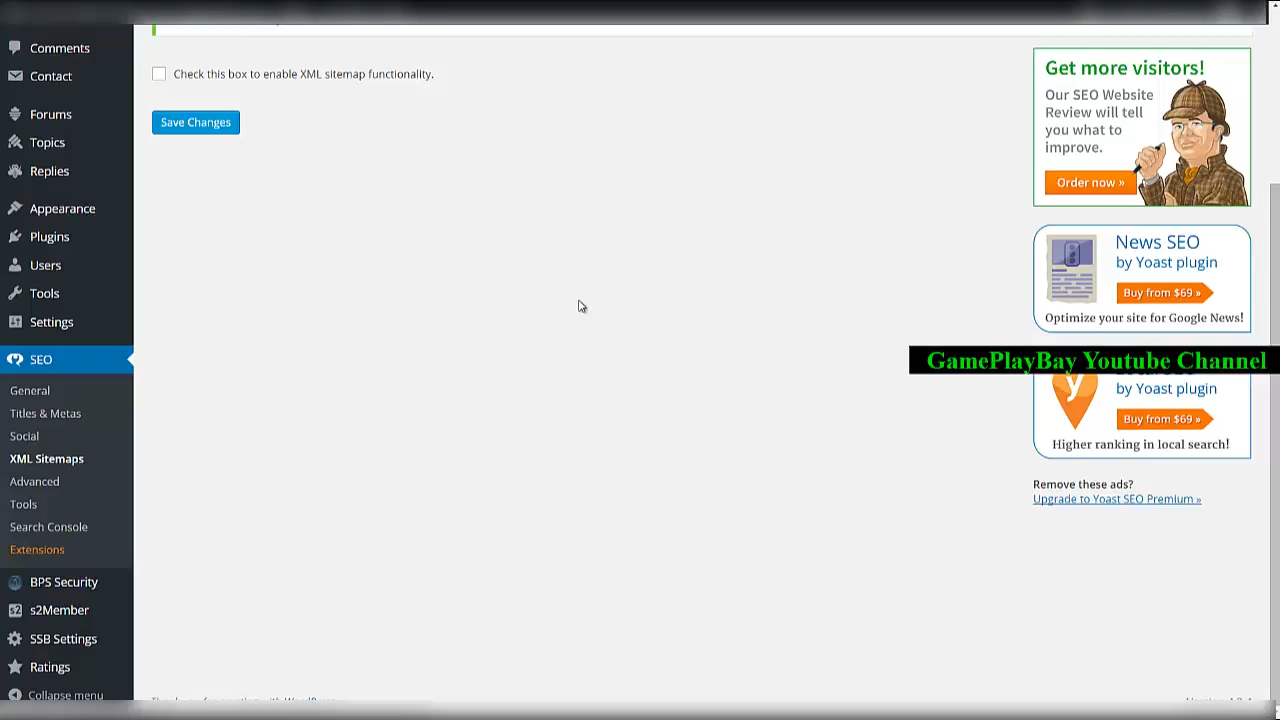 Comments
Contact
Forums
Topics
Replies
Appearance
Plugins
Users
Tools
Settings
SEO
General
Titles & Metas
Social
XML Sitemaps
Advanced
Tools
Search Console
Extensions
BPS Security
s2Member
SSB Settings
Ratings
Collapse menu
Check this box to enable XML sitemap functionality.
Save Changes
Get more visitors!
Our SEO Website
Review will tell
you what to
improve.
Order now »
News SEO
by Yoast plugin
Buy from $69 »
Optimize your site for Google News!
GamePlayBay Youtube Channel
by Yoast plugin
Buy from $69 »
Higher ranking in local search!
Remove these ads?
Upgrade to Yoast SEO Premium »